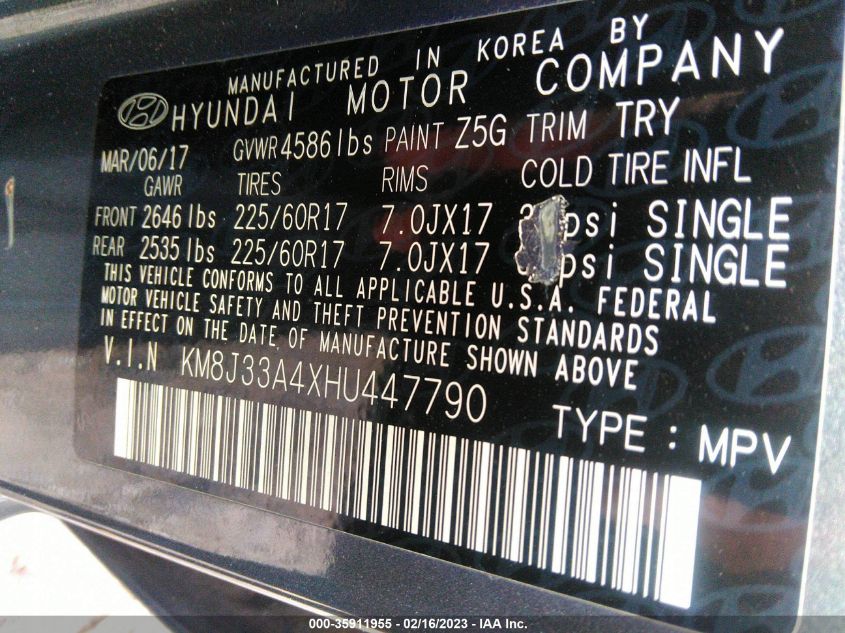 MANUFACTURED IN KOREA BY
HYUNDAI MOTOR COMPANY
MAR/06/17 GVWR 4586 lbs PAINT Z5G TRIM TRY
GAWR TIRES RIMS COLD TIRE INFL
FRONT 2646 lbs 225/60R17 7.0JX17 psi SINGLE
REAR 2535 lbs 225/60R17 7.0JX17 psi SINGLE
THIS VEHICLE CONFORMS TO ALL APPLICABLE U.S.A. FEDERAL
MOTOR VEHICLE SAFETY AND THEFT PREVENTION STANDARDS
IN EFFECT ON THE DATE OF MANUFACTURE SHOWN ABOVE
V.I.N KM8J33A4XHU447790
TYPE : MPV
000-35911955 - 02/16/2023 - IAA Inc.